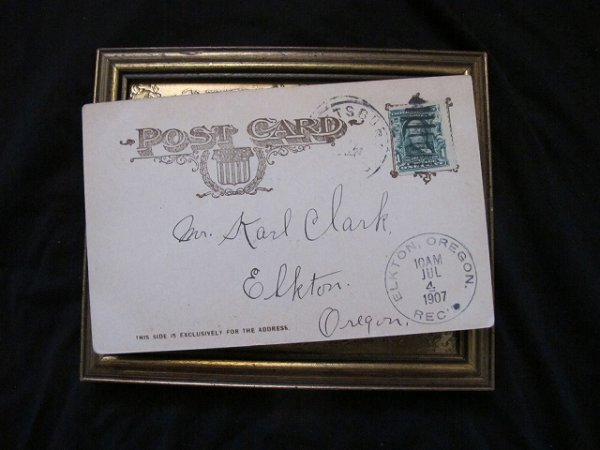 POST CARD
Mr. Karl Clark,
Elkton.
Oregon.
ELKTON, OREGON.
10AM
JUL
4
1907
REC'D
THIS SIDE IS EXCLUSIVELY FOR THE ADDRESS.